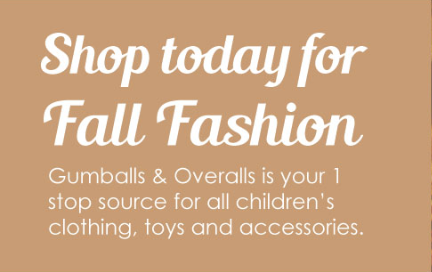 Shop today for
Fall Fashion
Gumballs & Overalls is your 1
stop source for all children's
clothing, toys and accessories.